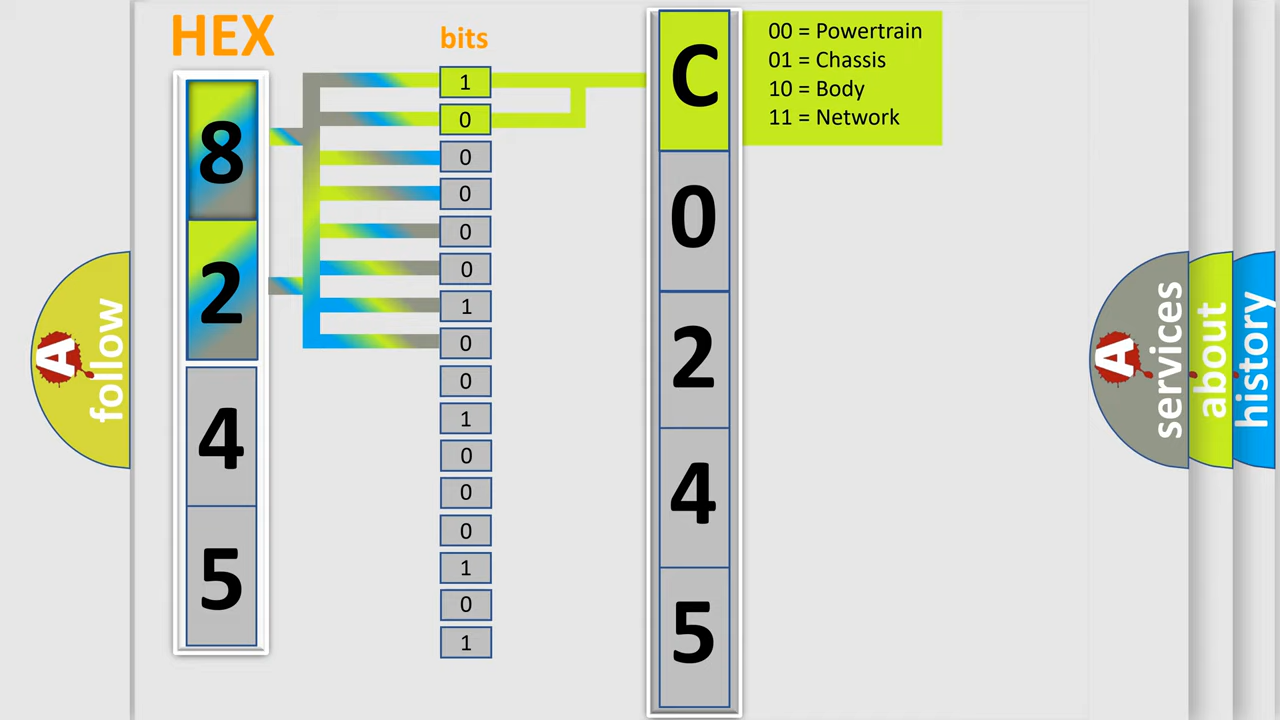 HEX
bits
8
2
4
5
1
0
0
0
0
0
1
0
0
1
0
0
0
1
0
1
C
0
2
4
5
00 = Powertrain
01 = Chassis
10 = Body
11 = Network
A
follow
A
services
about
history